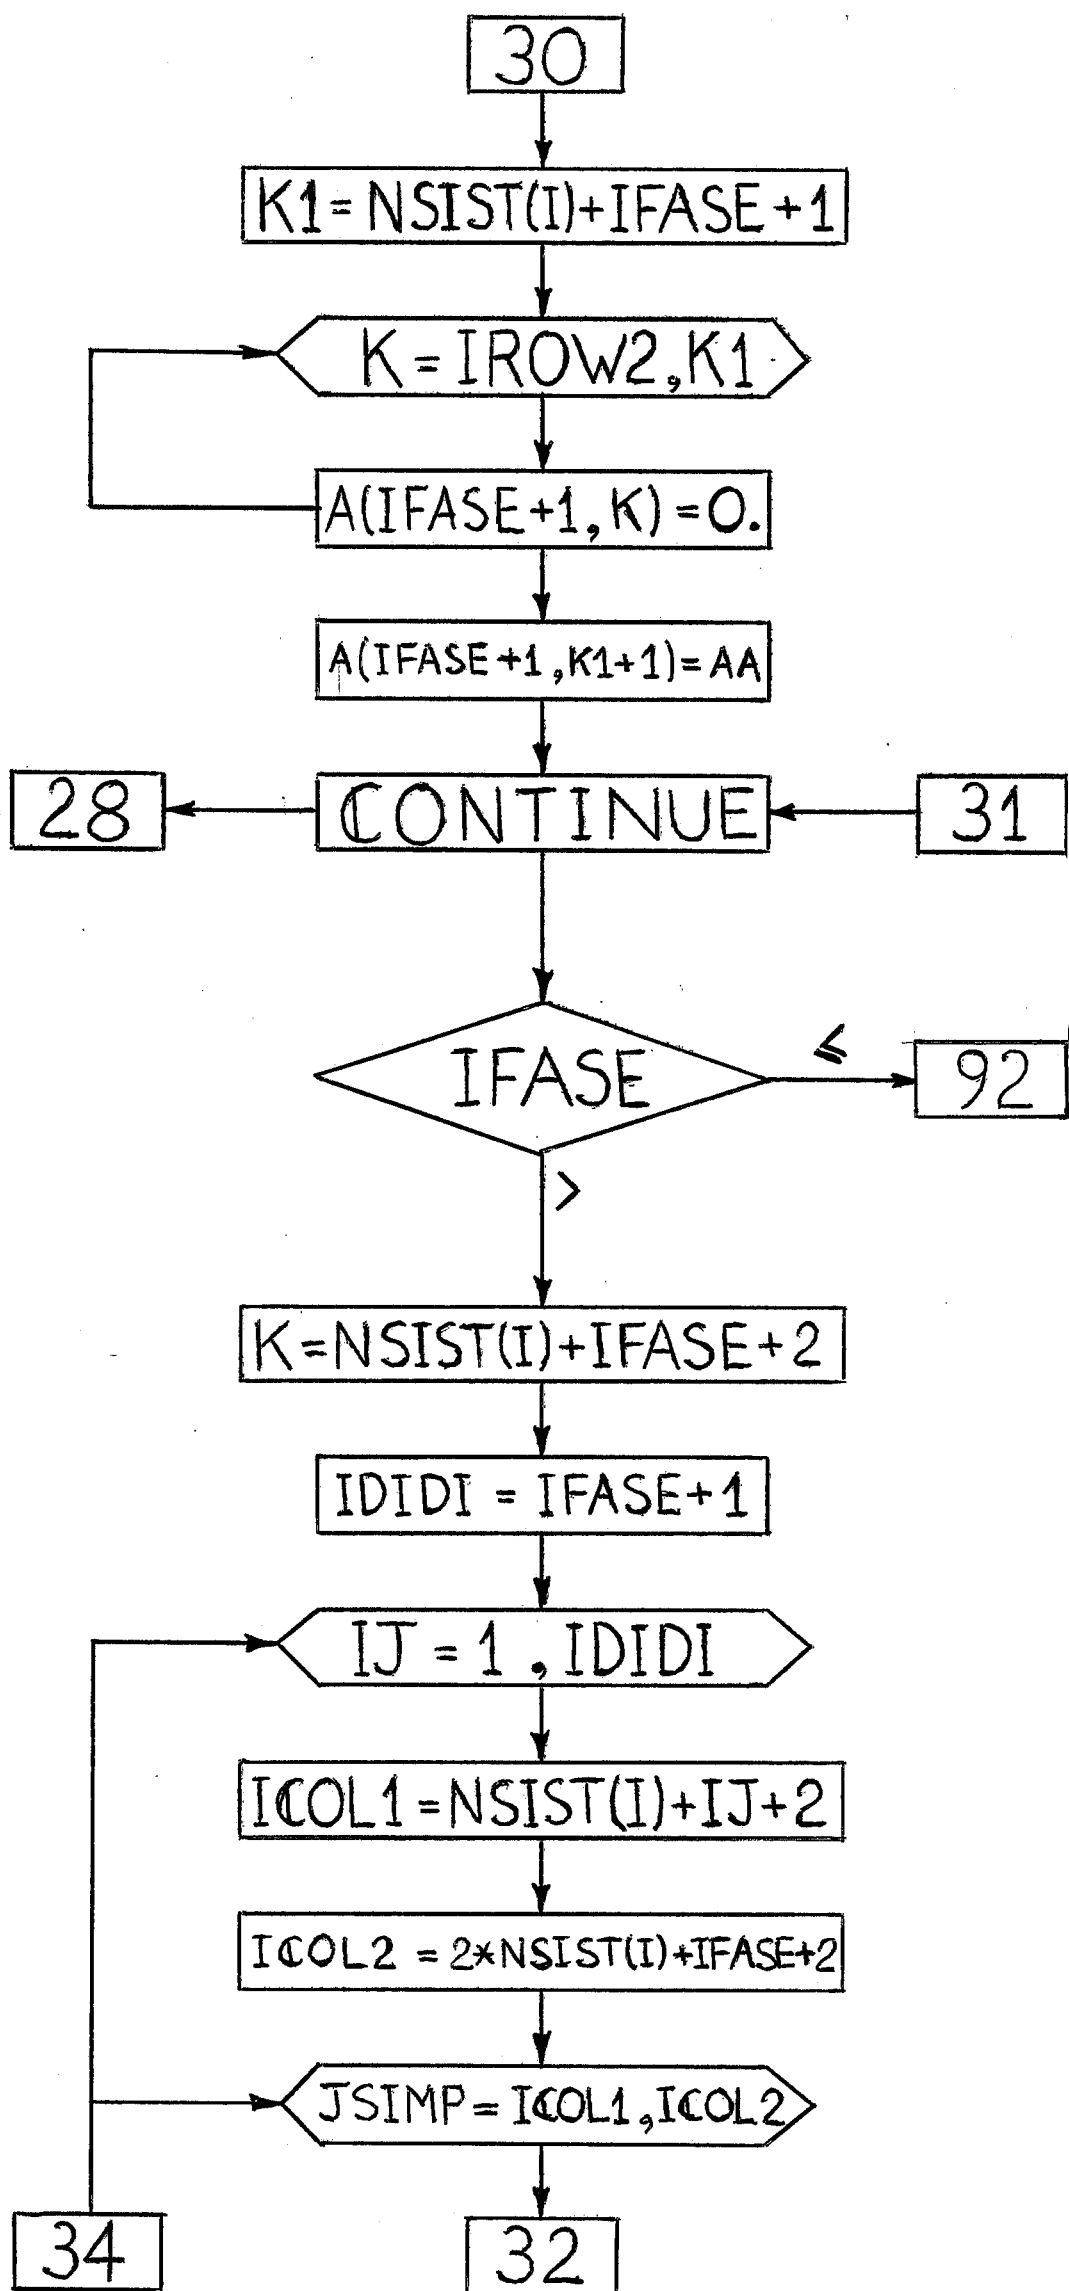 30
K1=NSIST(I)+IFASE+1
K=IROW2,K1
A(IFASE+1,K)=0.
A(IFASE+1,K1+1)=AA
28
CONTINUE
31
IFASE
≤
92
>
K=NSIST(I)+IFASE+2
IDIDI = IFASE+1
IJ = 1 , IDIDI
ICOL1=NSIST(I)+IJ+2
ICOL2 = 2*NSIST(I)+IFASE+2
JSIMP=ICOL1,ICOL2
34
32